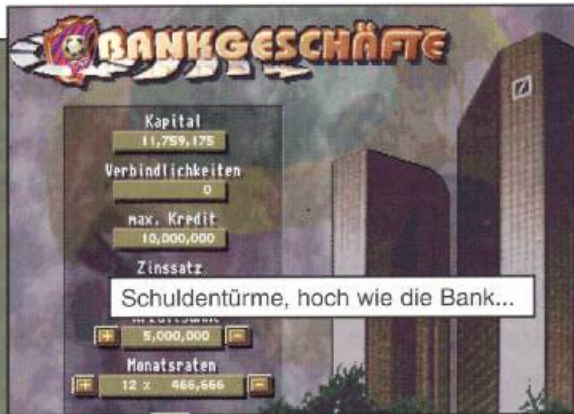 BANKGESCHÄFTE
Kapital
11,759,175
Verbindlichkeiten
0
max. Kredit
10,000,000
Zinssatz
Schuldentürme, hoch wie die Bank...
5,000,000
Monatsraten
12 x 466,666